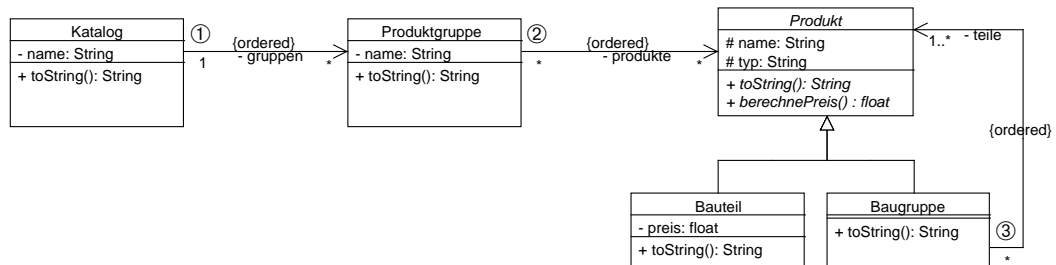 Katalog
- name: String
+ toString(): String
①
1
{ordered}
- gruppen
*
Produktgruppe
- name: String
+ toString(): String
②
*
{ordered}
- produkte
*
Produkt
# name: String
# typ: String
+ toString(): String
+ berechnePreis() : float
1..*
- teile
{ordered}
Bauteil
- preis: float
+ toString(): String
Baugruppe
+ toString(): String
③
*